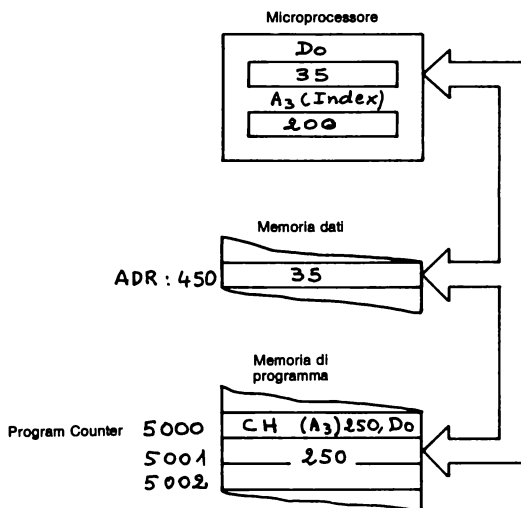 Microprocessore
Do
35
A3 (Index)
200
Memoria dati
ADR : 450 35
Memoria di
programma
Program Counter 5000 CH (A3) 250, Do
5001 250
5002